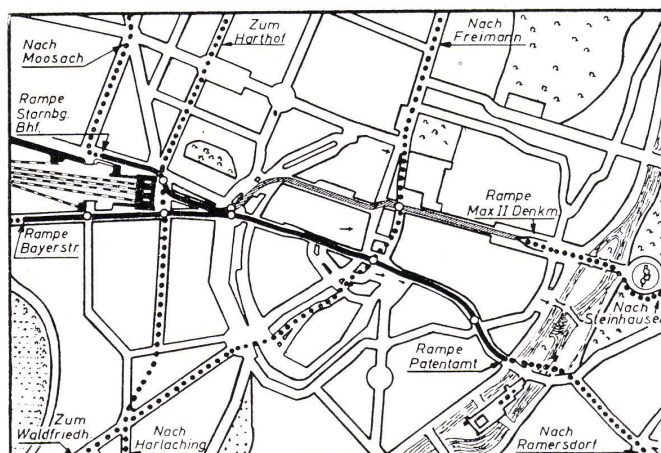 Nach
Moosach
Zum
Harthof
Nach
Freimann
Rampe
Starnbg.
Bhf.
Rampe
Max II Denkm.
Rampe
Bayerstr.
Nach
Steinhausen
Rampe
Patentamt
Zum
Waldfriedh.
Nach
Harlaching
Nach
Ramersdorf